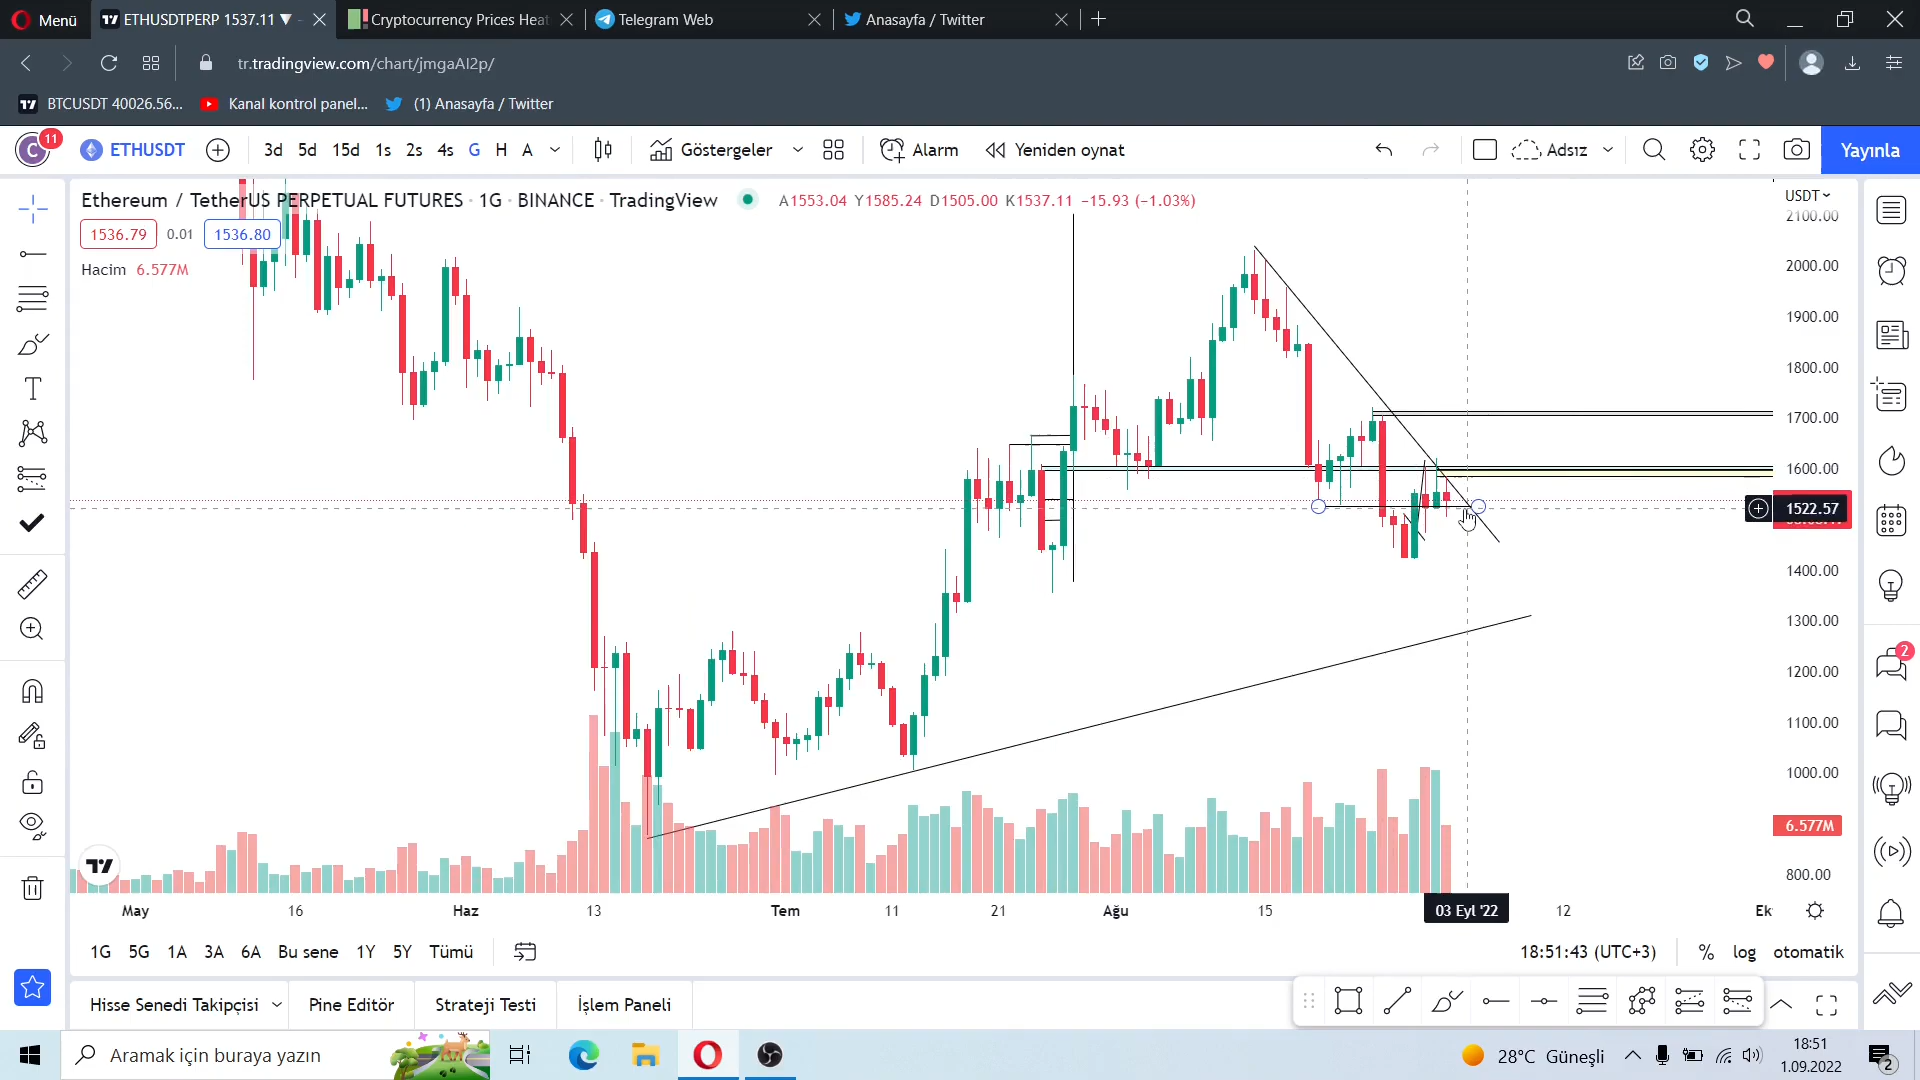 Menü
ETHUSDTPERP 1537.11 ▼ -
Cryptocurrency Prices Heat
Telegram Web
Anasayfa / Twitter
tr.tradingview.com/chart/jmgaAI2p/
BTCUSDT 40026.56...
Kanal kontrol panel...
(1) Anasayfa / Twitter
C
11
ETHUSDT
3d 5d 15d 1s 2s 4s G H A
Göstergeler
Alarm
Yeniden oynat
Adsız
Yayınla
Ethereum / TetherUS PERPETUAL FUTURES · 1G · BINANCE · TradingView
A1553.04 Y1585.24 D1505.00 K1537.11 −15.93 (−1.03%)
USDT
1536.79 0.01 1536.80
Hacim 6.577M
2100.00
2000.00
1900.00
1800.00
1700.00
1600.00
1522.57
1400.00
1300.00
1200.00
1100.00
1000.00
6.577M
800.00
2
May 16 Haz 13 Tem 11 21 Ağu 15 03 Eyl '22 12 Ek
1G 5G 1A 3A 6A Bu sene 1Y 5Y Tümü
18:51:43 (UTC+3) % log otomatik
Hisse Senedi Takipçisi
Pine Editör
Strateji Testi
İşlem Paneli
Aramak için buraya yazın
28°C Güneşli
18:51
1.09.2022
2